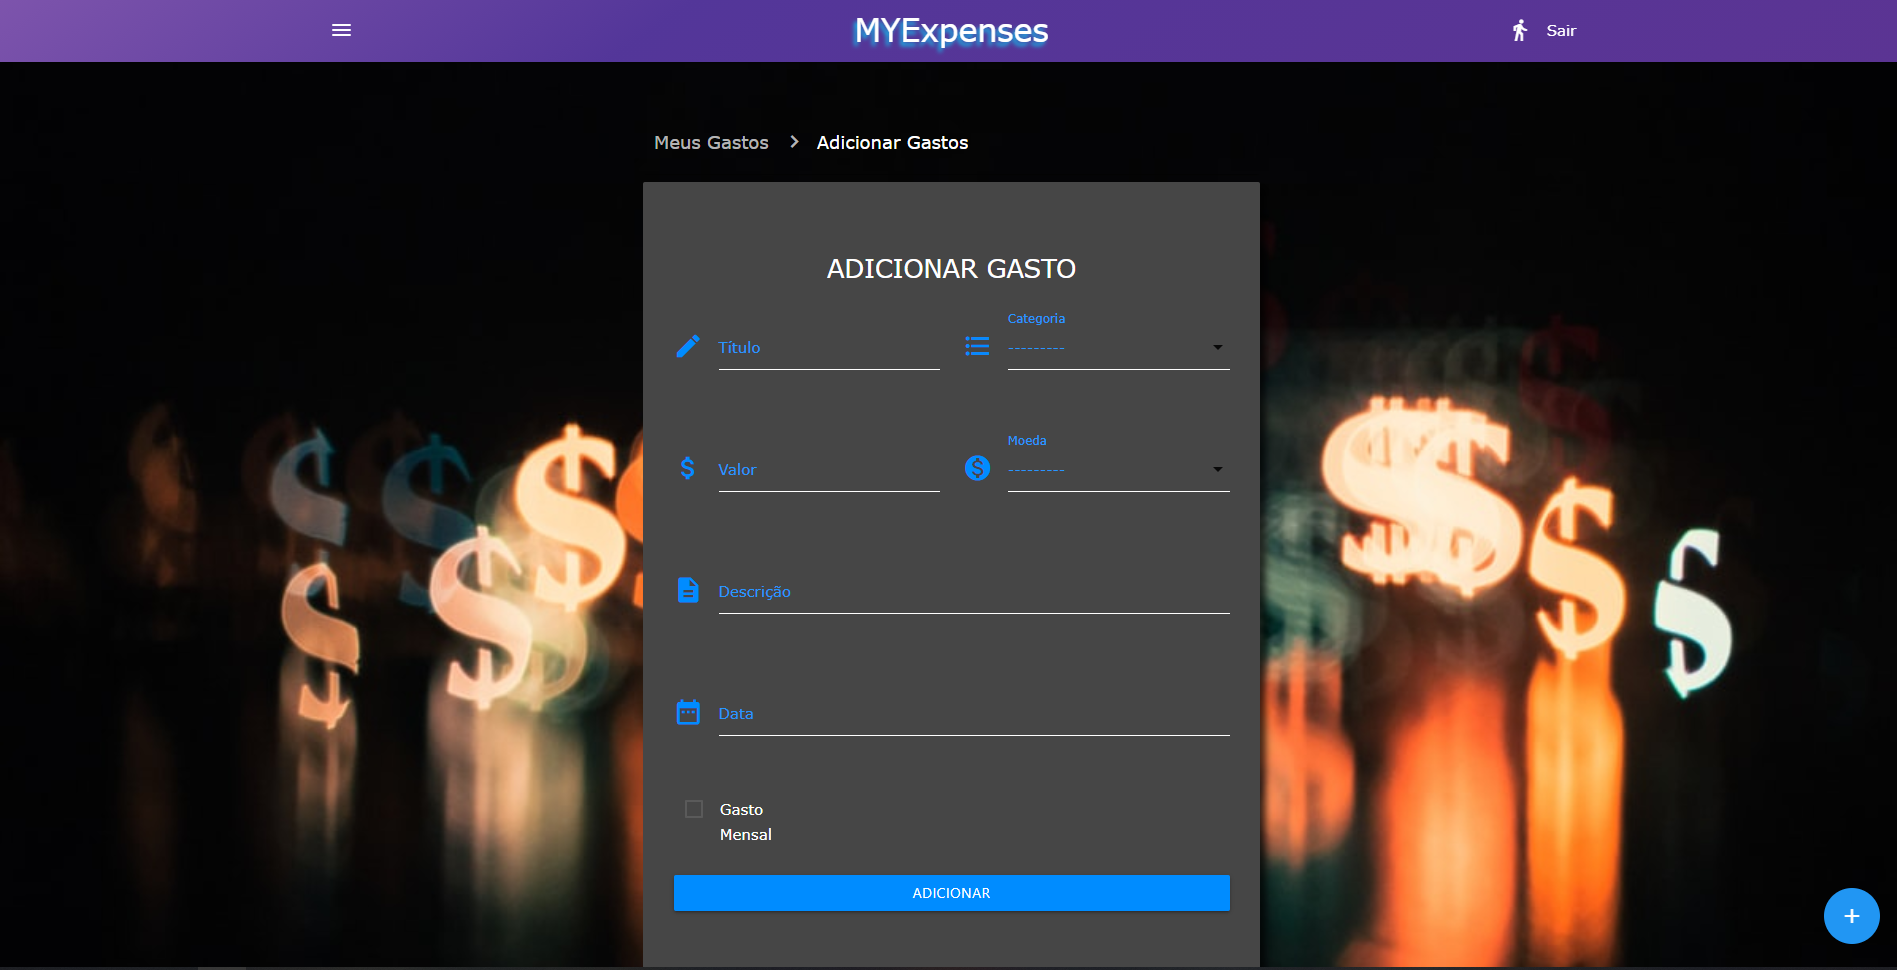 MYExpenses
Sair
Meus Gastos > Adicionar Gastos
ADICIONAR GASTO
Título
Categoria
---------
Valor
Moeda
---------
Descrição
Data
Gasto
Mensal
ADICIONAR
+